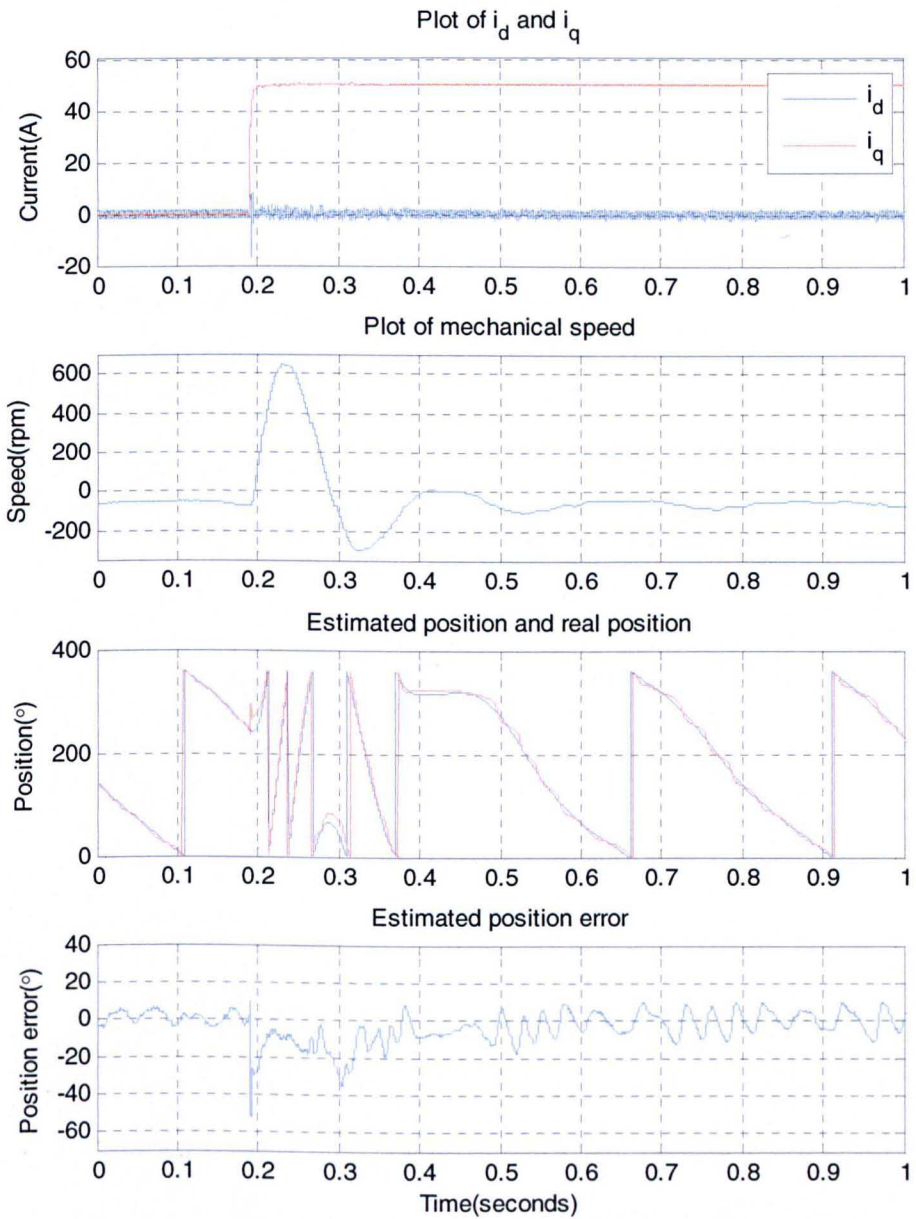 Plot of i_d and i_q
Current(A)
60
40
20
0
-20
i_d
i_q
0 0.1 0.2 0.3 0.4 0.5 0.6 0.7 0.8 0.9 1
Plot of mechanical speed
Speed(rpm)
600
400
200
0
-200
0 0.1 0.2 0.3 0.4 0.5 0.6 0.7 0.8 0.9 1
Estimated position and real position
Position(°)
400
200
0
0 0.1 0.2 0.3 0.4 0.5 0.6 0.7 0.8 0.9 1
Estimated position error
Position error(°)
40
20
0
-20
-40
-60
0 0.1 0.2 0.3 0.4 0.5 0.6 0.7 0.8 0.9 1
Time(seconds)